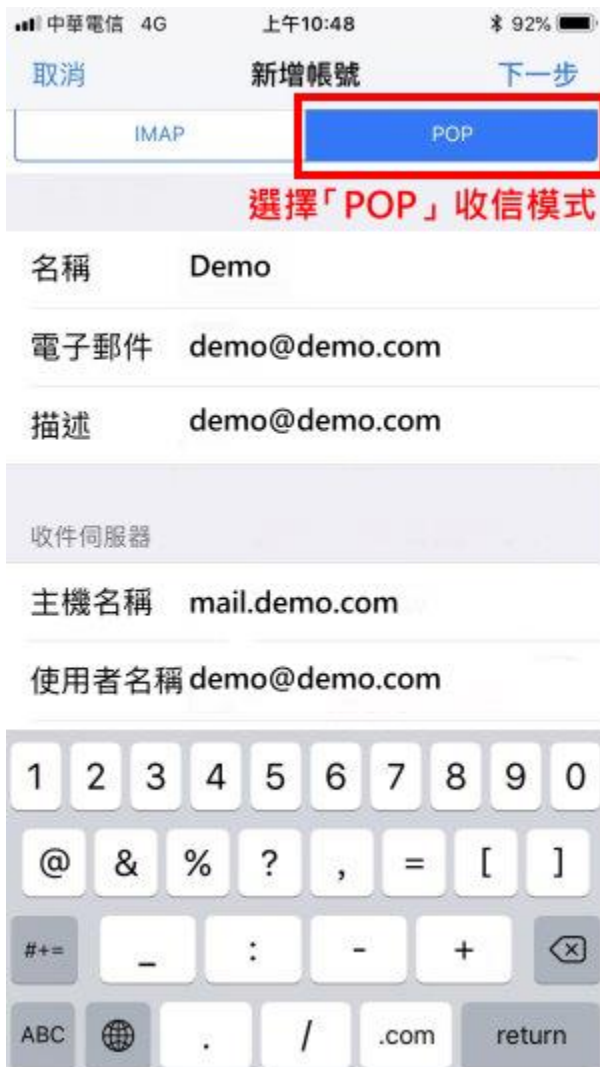 中華電信 4G 上午10:48 92%
取消 新增帳號 下一步
IMAP POP
選擇「POP」收信模式
名稱 Demo
電子郵件 demo@demo.com
描述 demo@demo.com
收件伺服器
主機名稱 mail.demo.com
使用者名稱 demo@demo.com
1 2 3 4 5 6 7 8 9 0
@ & % ? , = [ ]
#+= _ : - +
ABC . / .com return